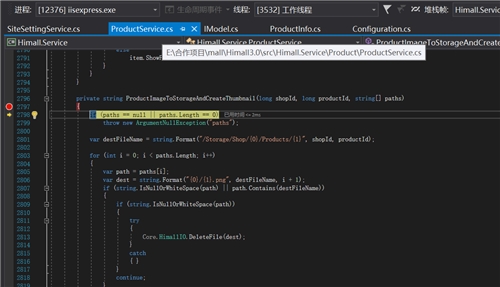 进程: [12376] iisexpress.exe 生命周期事件 线程: [3532] 工作线程 堆栈帧: Himall.Service
SiteSettingService.cs ProductService.cs IModel.cs ProductInfo.cs Configuration.cs
Himall.Service Himall.Service.ProductService ProductImageToStorageAndCreateThumbnail
E:\合作项目\mall\Himall3.0\src\Himall.Service\Product\ProductService.cs
2791 item.ShowP
2792 }
2793 }
2794 }
2795
2796 private string ProductImageToStorageAndCreateThumbnail(long shopId, long productId, string[] paths)
2797 {
2798 if (paths == null || paths.Length == 0) 已用时间 <= 2ms
2799 throw new ArgumentNullException("paths");
2800
2801 var destFileName = string.Format("/Storage/Shop/{0}/Products/{1}", shopId, productId);
2802
2803 for (int i = 0; i < paths.Length; i++)
2804 {
2805 var path = paths[i];
2806 var dest = string.Format("{0}/{1}.png", destFileName, i + 1);
2807 if (string.IsNullOrWhiteSpace(path) || path.Contains(destFileName))
2808 {
2809 if (string.IsNullOrWhiteSpace(path))
2810 {
2811 try
2812 {
2813 Core.HimallIO.DeleteFile(dest);
2814 }
2815 catch
2816 { }
2817 }
2818 continue;